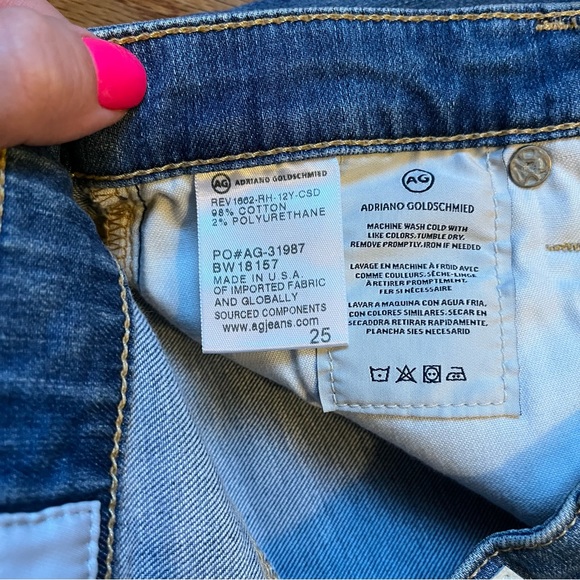 AG ADRIANO GOLDSCHMIED
REV1662-RH-12Y-CSD
98% COTTON
2% POLYURETHANE
PO#AG-31987
BW18157
MADE IN U.S.A.
OF IMPORTED FABRIC
AND GLOBALLY
SOURCED COMPONENTS
www.agjeans.com
25
AG
ADRIANO GOLDSCHMIED
MACHINE WASH COLD WITH
LIKE COLORS. TUMBLE DRY.
REMOVE PROMPTLY. IRON IF NEEDED
LAVAGE EN MACHINE À FROID AVEC
COMME COULEURS. SÈCHE-LINGE.
À RETIRER PROMPTEMENT.
FER SI NÉCESSAIRE
LAVAR A MAQUINA CON AGUA FRIA,
CON COLORES SIMILARES. SECAR EN
SECADORA RETIRAR RAPIDAMENTE.
PLANCHA SIES NECESARIO